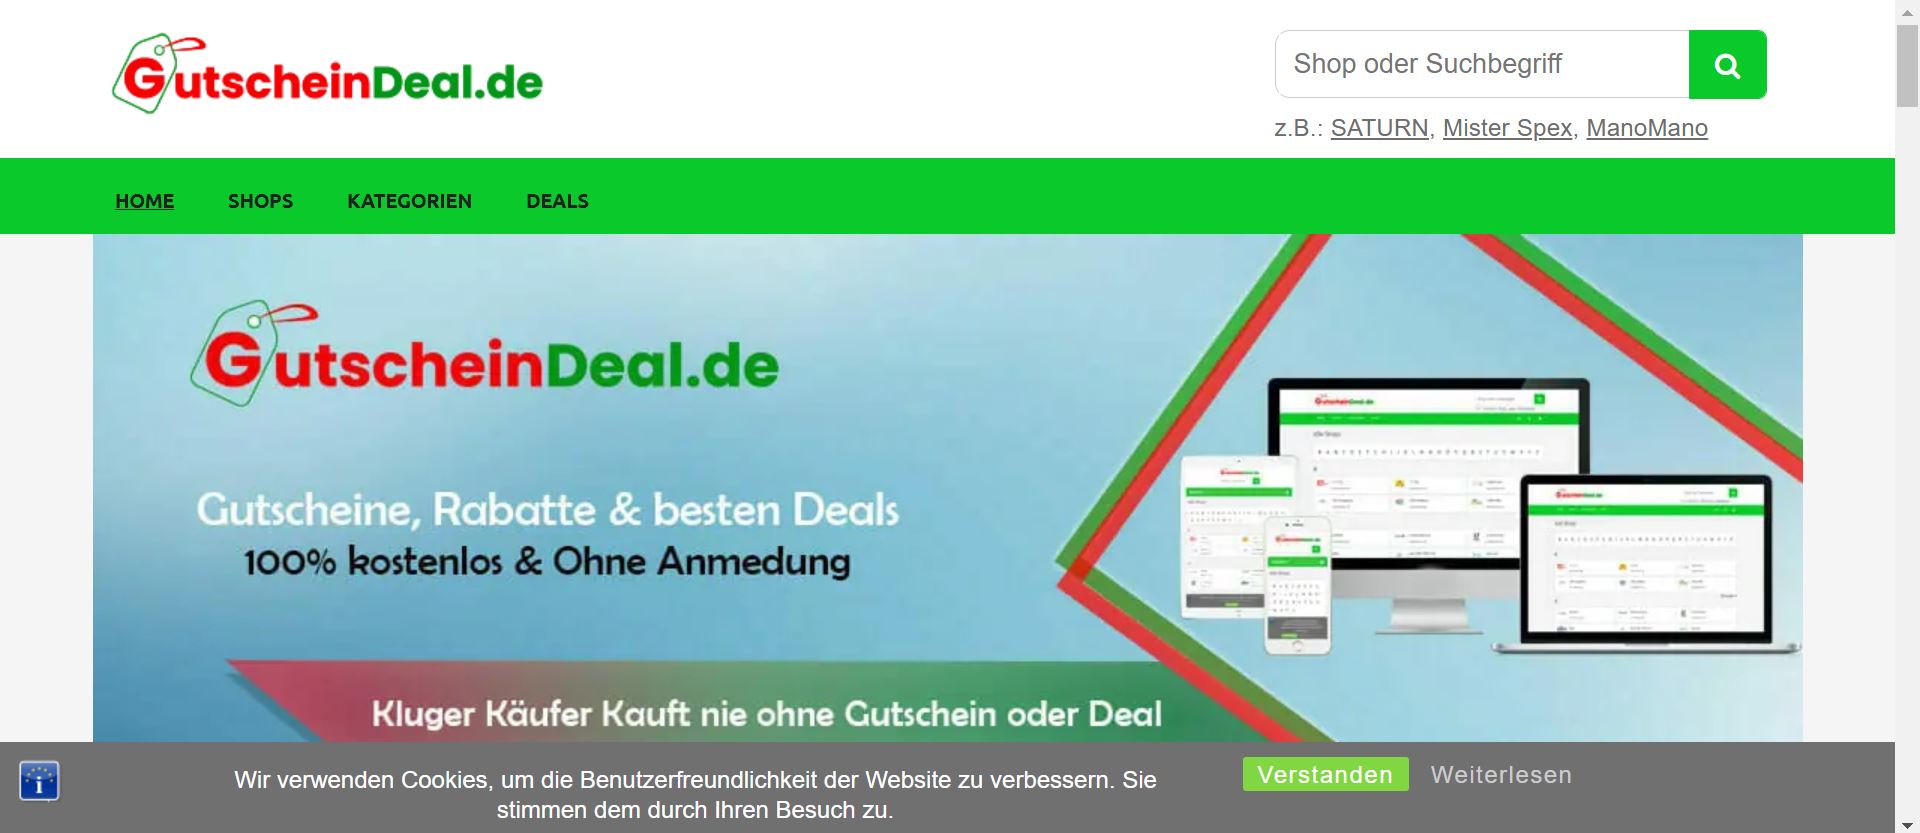 GutscheinDeal.de
Shop oder Suchbegriff
z.B.: SATURN, Mister Spex, ManoMano
HOME SHOPS KATEGORIEN DEALS
GutscheinDeal.de
Gutscheine, Rabatte & besten Deals
100% kostenlos & Ohne Anmedung
Kluger Käufer Kauft nie ohne Gutschein oder Deal
Wir verwenden Cookies, um die Benutzerfreundlichkeit der Website zu verbessern. Sie
stimmen dem durch Ihren Besuch zu.
Verstanden Weiterlesen